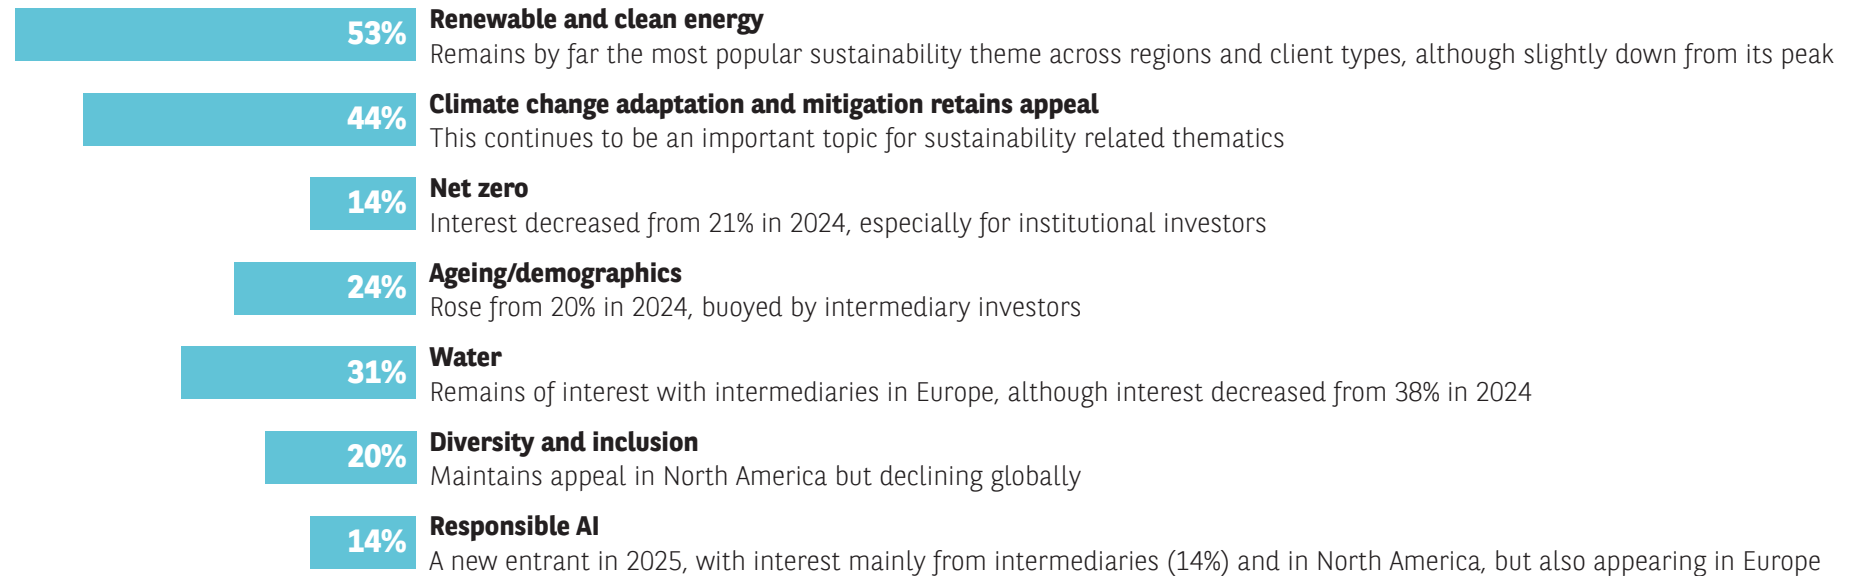 53%
Renewable and clean energy
Remains by far the most popular sustainability theme across regions and client types, although slightly down from its peak
44%
Climate change adaptation and mitigation retains appeal
This continues to be an important topic for sustainability related thematics
14%
Net zero
Interest decreased from 21% in 2024, especially for institutional investors
24%
Ageing/demographics
Rose from 20% in 2024, buoyed by intermediary investors
31%
Water
Remains of interest with intermediaries in Europe, although interest decreased from 38% in 2024
20%
Diversity and inclusion
Maintains appeal in North America but declining globally
14%
Responsible AI
A new entrant in 2025, with interest mainly from intermediaries (14%) and in North America, but also appearing in Europe